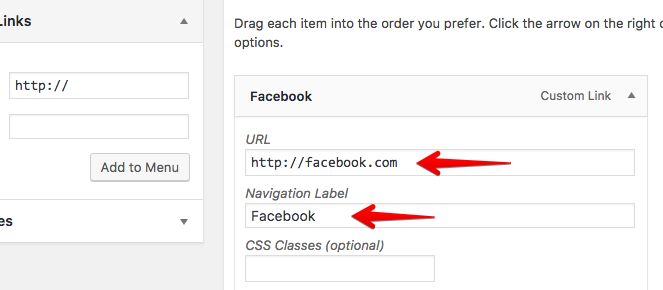 Links
http://
Add to Menu
es
Drag each item into the order you prefer. Click the arrow on the right
options.
Facebook
Custom Link
URL
http://facebook.com
Navigation Label
Facebook
CSS Classes (optional)